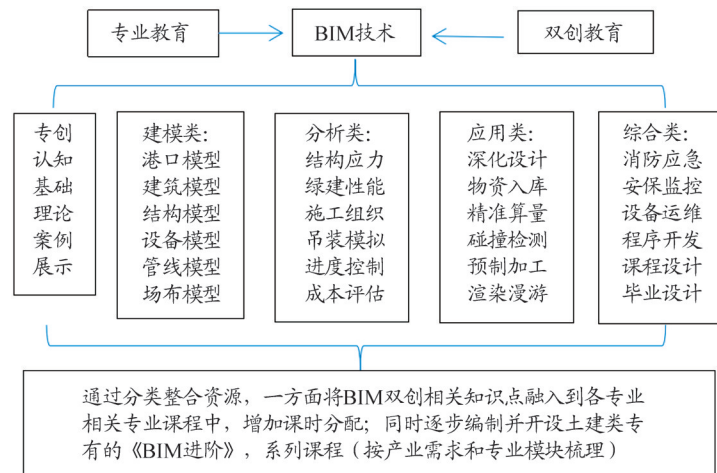 专业教育
BIM技术
双创教育
专创
认知
基础
理论
案例
展示
建模类:
港口模型
建筑模型
结构模型
设备模型
管线模型
场布模型
分析类:
结构应力
绿建性能
施工组织
吊装模拟
进度控制
成本评估
应用类:
深化设计
物资入库
精准算量
碰撞检测
预制加工
渲染漫游
综合类:
消防应急
安保监控
设备运维
程序开发
课程设计
毕业设计
通过分类整合资源，一方面将BIM双创相关知识点融入到各专业
相关专业课程中，增加课时分配；同时逐步编制并开设土建类专
有的《BIM进阶》，系列课程（按产业需求和专业模块梳理）